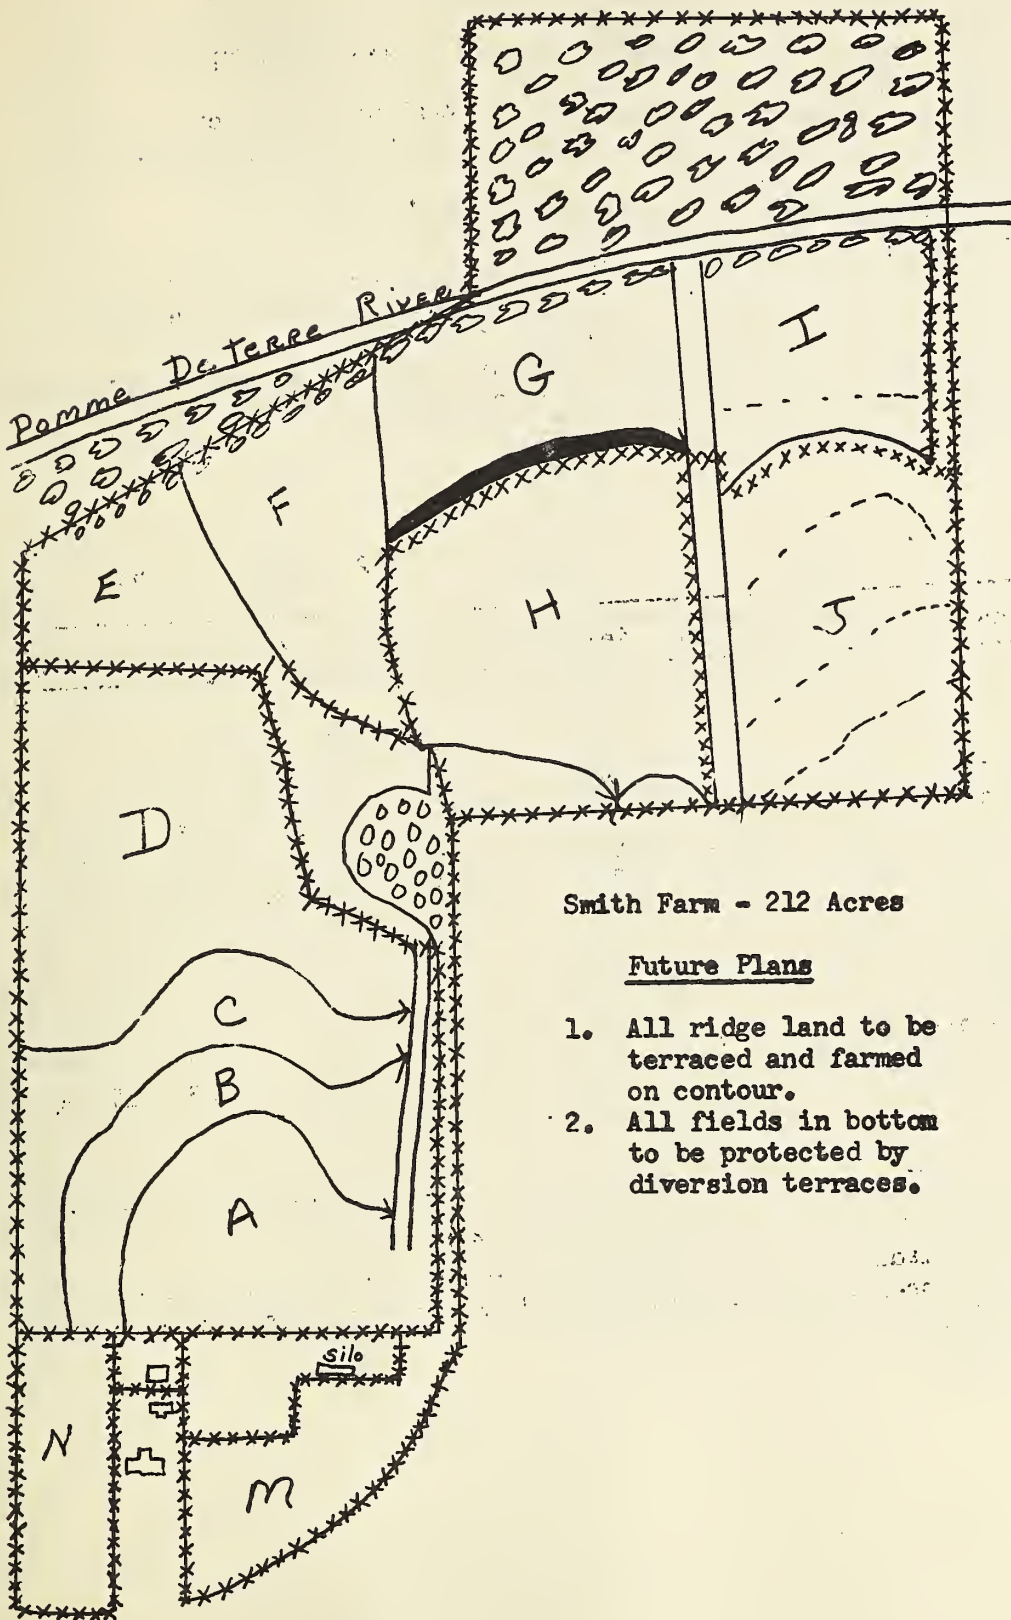 Pomme De Terre River
I
G
F
E
H
J
D
Smith Farm - 212 Acres
Future Plans
C
1. All ridge land to be
terraced and farmed
on contour.
B
2. All fields in bottom
to be protected by
diversion terraces.
A
silo
N
M